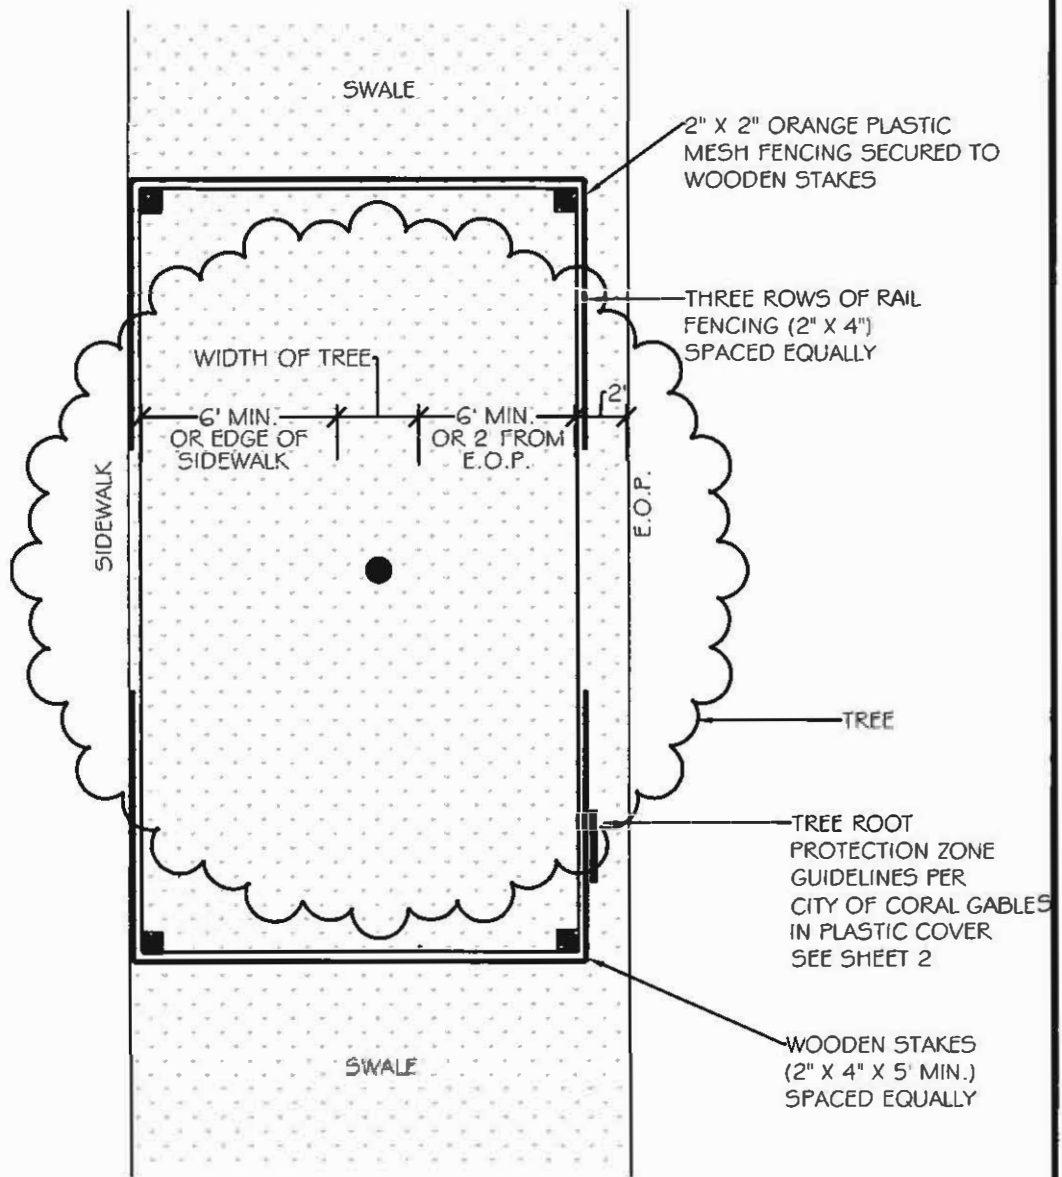 SWALE
2" X 2" ORANGE PLASTIC
MESH FENCING SECURED TO
WOODEN STAKES
THREE ROWS OF RAIL
FENCING (2" X 4")
SPACED EQUALLY
WIDTH OF TREE
6' MIN.
OR EDGE OF
SIDEWALK
6' MIN.
OR 2' FROM
E.O.P.
2'
SIDEWALK
E.O.P.
TREE
TREE ROOT
PROTECTION ZONE
GUIDELINES PER
CITY OF CORAL GABLES
IN PLASTIC COVER
SEE SHEET 2
WOODEN STAKES
(2" X 4" X 5' MIN.)
SPACED EQUALLY
SWALE